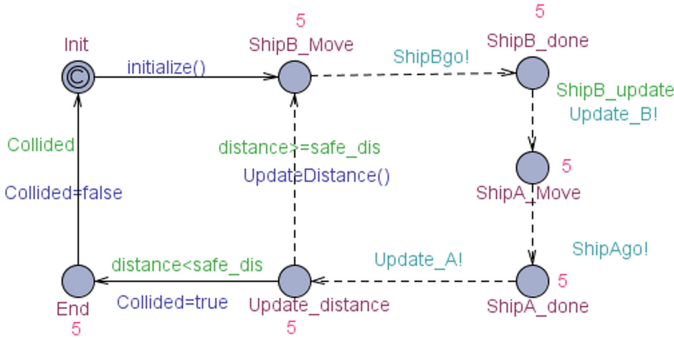 5
5
Init
ShipB_Move
ShipB_done
initialize()
ShipBgo!
C
ShipB_update
Update_B!
Collided
distance>=safe_dis
UpdateDistance()
5
Collided=false
ShipA_Move
ShipAgo!
distance<safe_dis
Update_A!
5
Collided=true
End
Update_distance
ShipA_done
5
5